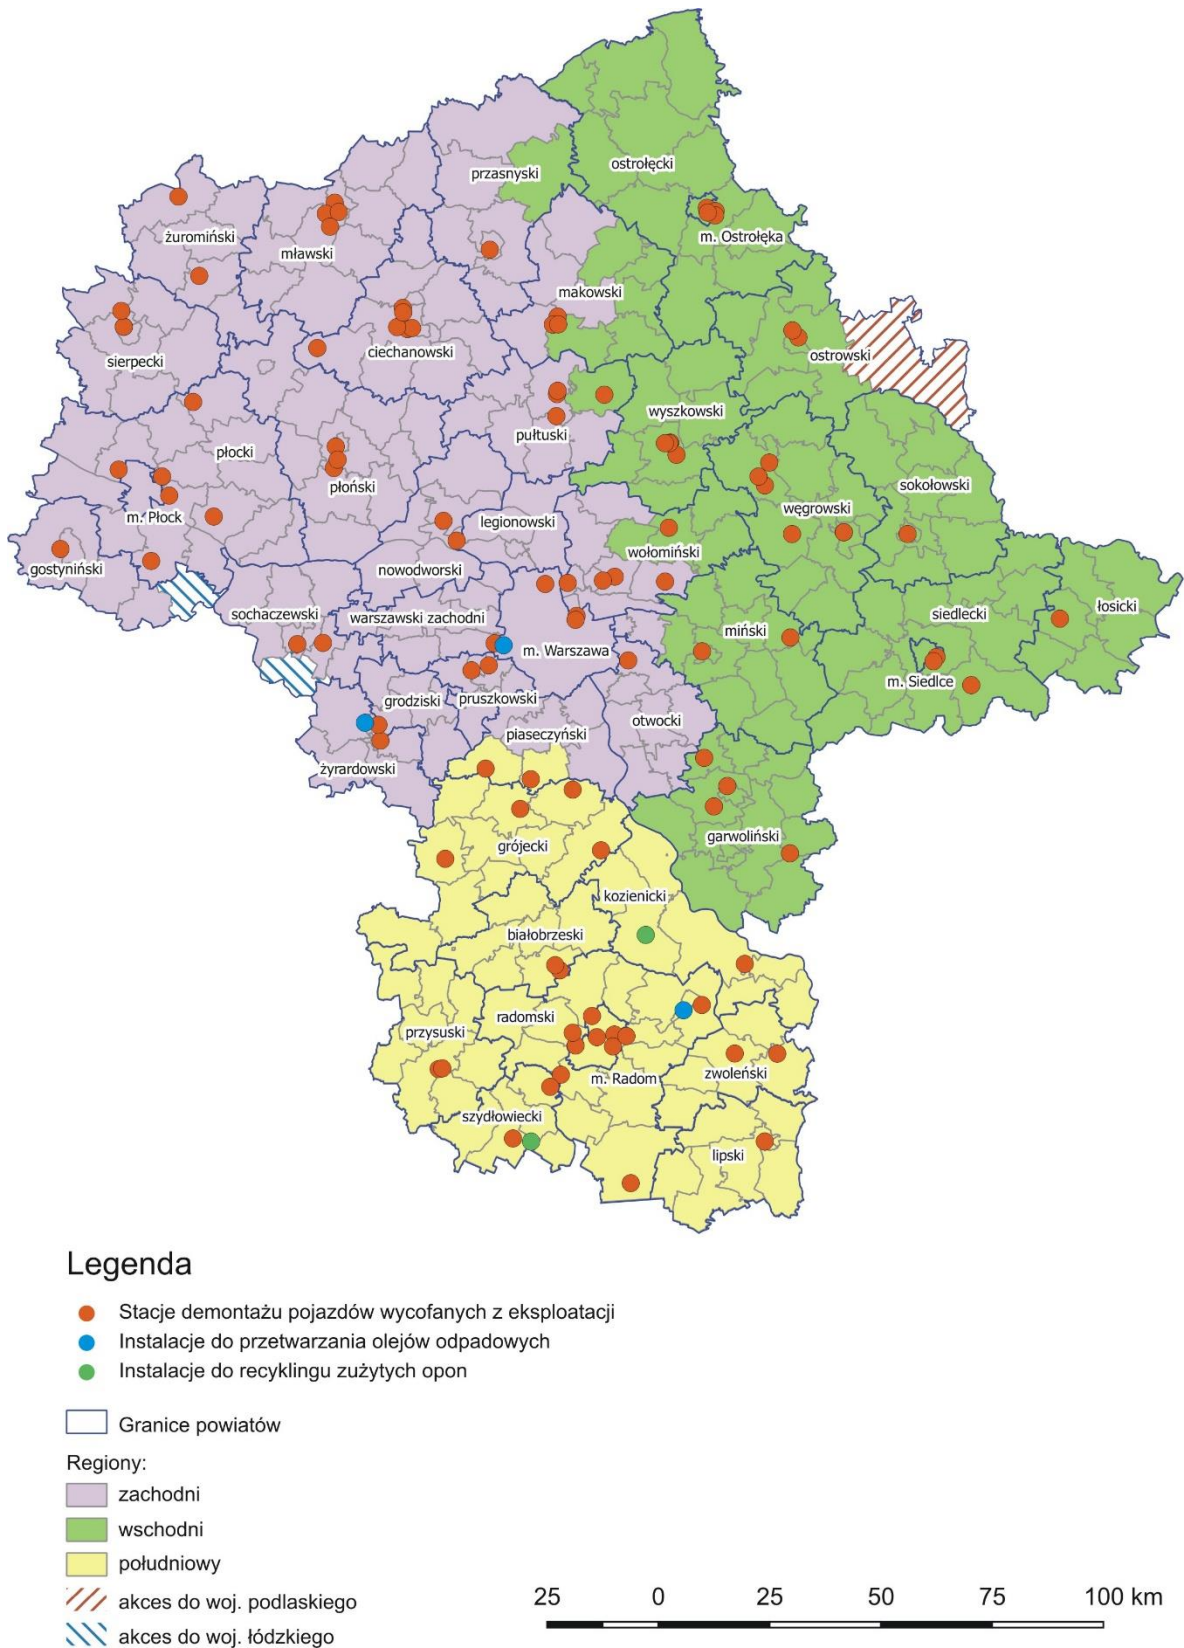 ostrołęcki
przasnyski
żuromiński
m. Ostrołęka
mławski
makowski
ciechanowski
ostrowski
sierpecki
wyszkowski
pułtuski
płocki
płoński
sokołowski
węgrowski
m. Płock
legionowski
wołomiński
gostyniński
nowodworski
sochaczewski
warszawski zachodni
siedlecki
łosicki
miński
m. Warszawa
m. Siedlce
grodziski
pruszkowski
otwocki
piaseczyński
żyrardowski
garwoliński
grójecki
kozienicki
białobrzeski
radomski
przysuski
zwoleński
m. Radom
szydłowiecki
lipski
Legenda
Stacje demontażu pojazdów wycofanych z eksploatacji
Instalacje do przetwarzania olejów odpadowych
Instalacje do recyklingu zużytych opon
Granice powiatów
Regiony:
zachodni
wschodni
południowy
akces do woj. podlaskiego
akces do woj. łódzkiego
25 0 25 50 75 100 km